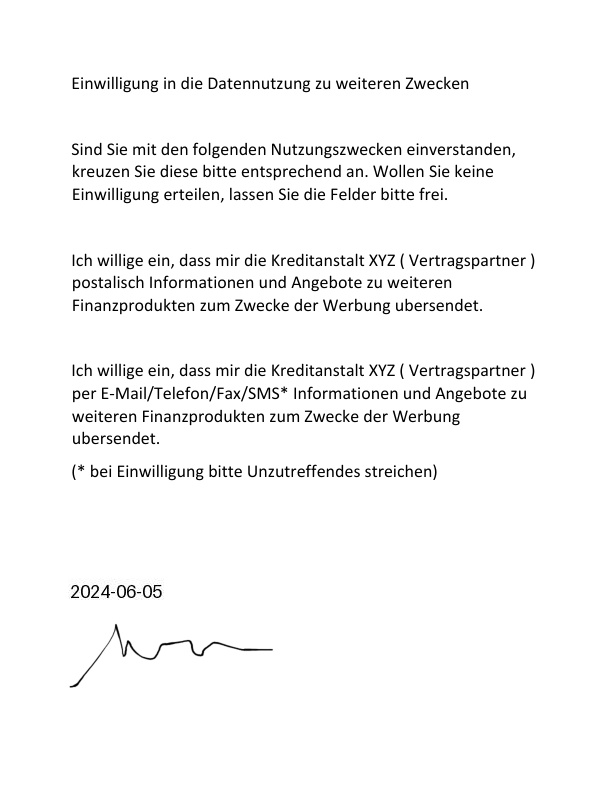 Einwilligung in die Datennutzung zu weiteren Zwecken
Sind Sie mit den folgenden Nutzungszwecken einverstanden,
kreuzen Sie diese bitte entsprechend an. Wollen Sie keine
Einwilligung erteilen, lassen Sie die Felder bitte frei.
Ich willige ein, dass mir die Kreditanstalt XYZ ( Vertragspartner )
postalisch Informationen und Angebote zu weiteren
Finanzprodukten zum Zwecke der Werbung ubersendet.
Ich willige ein, dass mir die Kreditanstalt XYZ ( Vertragspartner )
per E-Mail/Telefon/Fax/SMS* Informationen und Angebote zu
weiteren Finanzprodukten zum Zwecke der Werbung
ubersendet.
(* bei Einwilligung bitte Unzutreffendes streichen)
2024-06-05